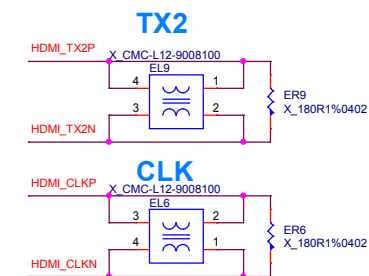 TX2
HDMI_TX2P
X_CMC-L12-9008100
EL9
4 1
3 2
ER9
X_180R1%0402
HDMI_TX2N
CLK
HDMI_CLKP
X_CMC-L12-9008100
EL6
3 2
4 1
ER6
X_180R1%0402
HDMI_CLKN